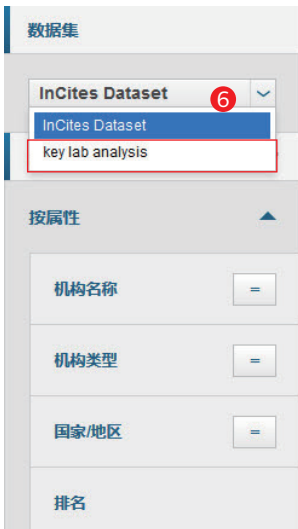 数据集
InCites Dataset
6
InCites Dataset
key lab analysis
按属性
机构名称
=
机构类型
=
国家/地区
=
排名